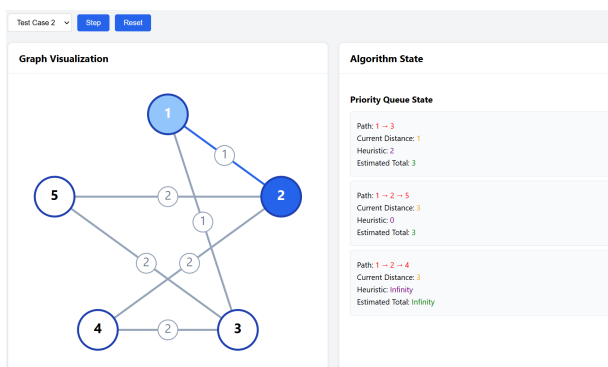 Test Case 2 Step Reset
Graph Visualization
1
1
5
2
2
1
2
2
4
2
3
Algorithm State
Priority Queue State
Path: 1 → 3
Current Distance: 1
Heuristic: 2
Estimated Total: 3
Path: 1 → 2 → 5
Current Distance: 3
Heuristic: 0
Estimated Total: 3
Path: 1 → 2 → 4
Current Distance: 3
Heuristic: Infinity
Estimated Total: Infinity